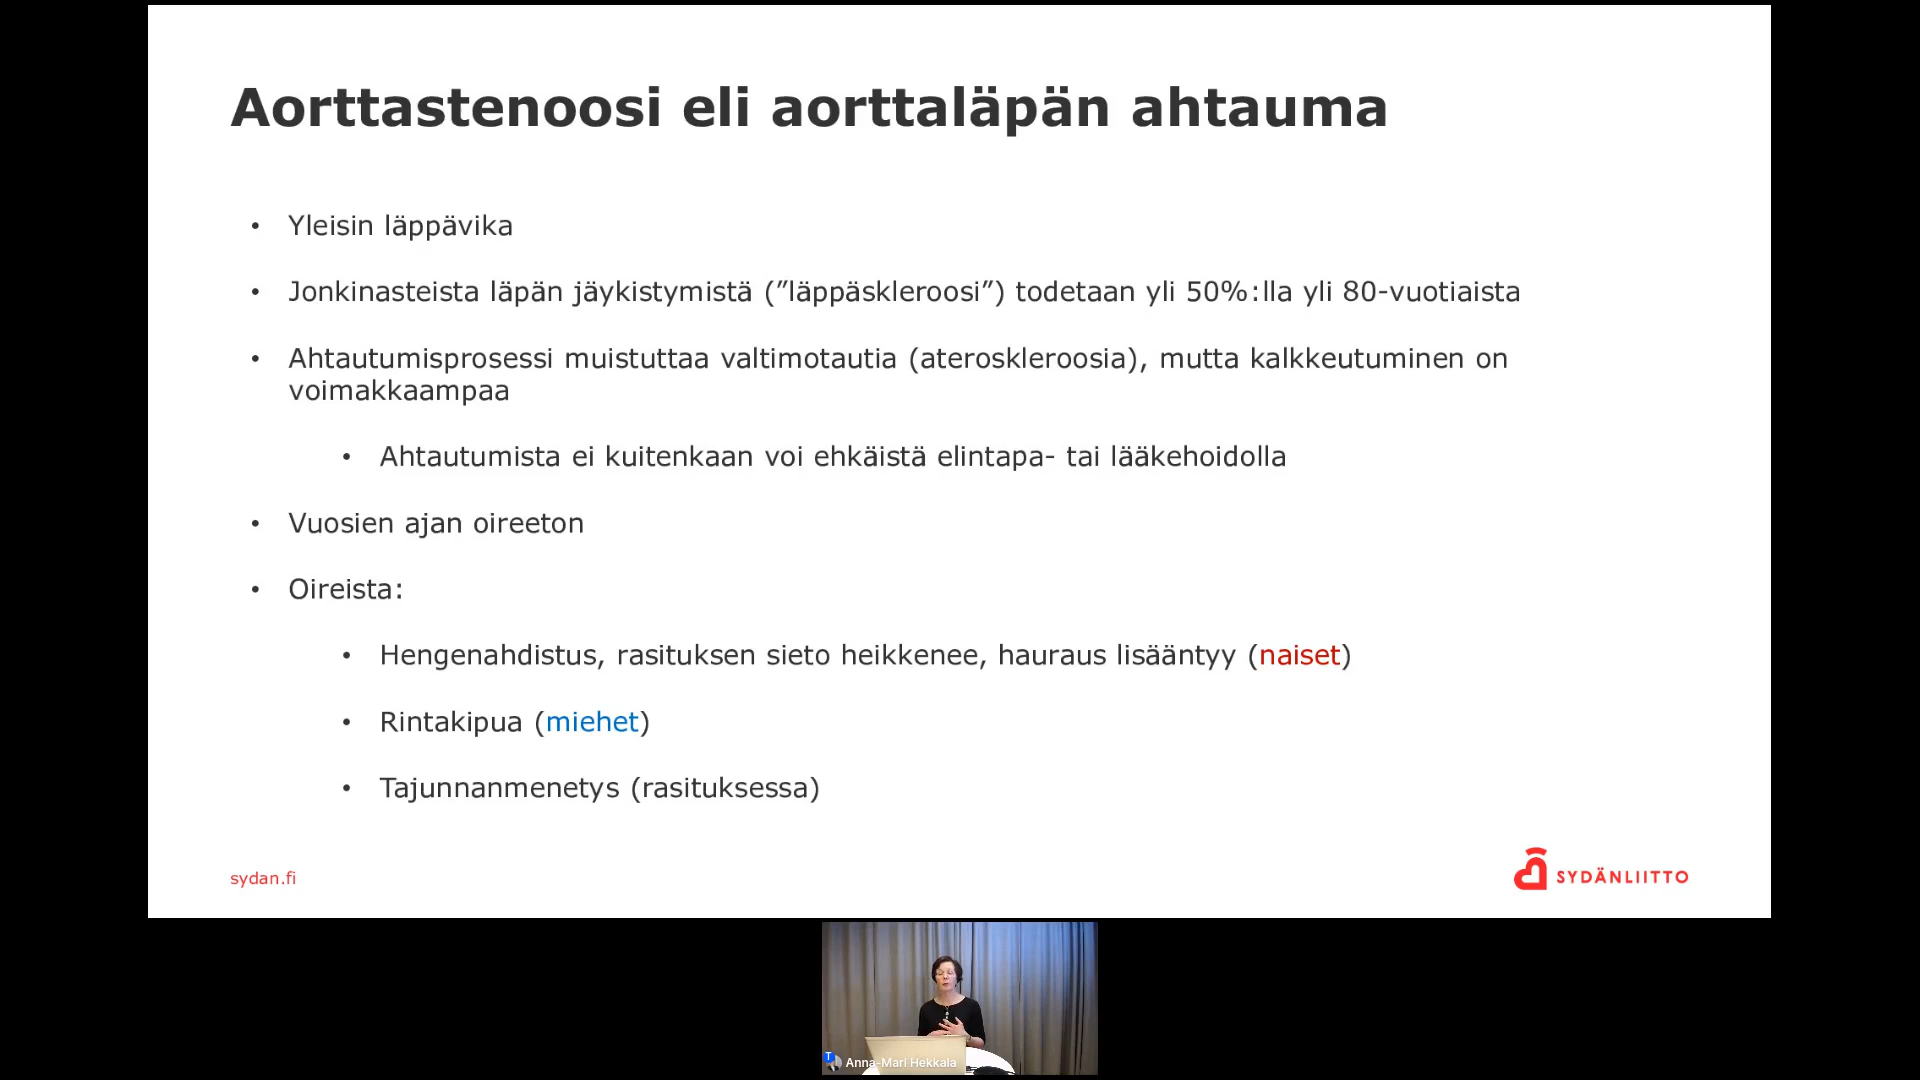 Aorttastenoosi eli aorttaläpän ahtauma
• Yleisin läppävika
• Jonkinasteista läpän jäykistymistä (”läppäskleroosi”) todetaan yli 50%:lla yli 80-vuotiaista
• Ahtautumisprosessi muistuttaa valtimotautia (ateroskleroosia), mutta kalkkeutuminen on
voimakkaampaa
• Ahtautumista ei kuitenkaan voi ehkäistä elintapa- tai lääkehoidolla
• Vuosien ajan oireeton
• Oireista:
• Hengenahdistus, rasituksen sieto heikkenee, hauraus lisääntyy (naiset)
• Rintakipua (miehet)
• Tajunnanmenetys (rasituksessa)
sydan.fi
SYDÄNLIITTO
T
Anna-Mari Hekkala